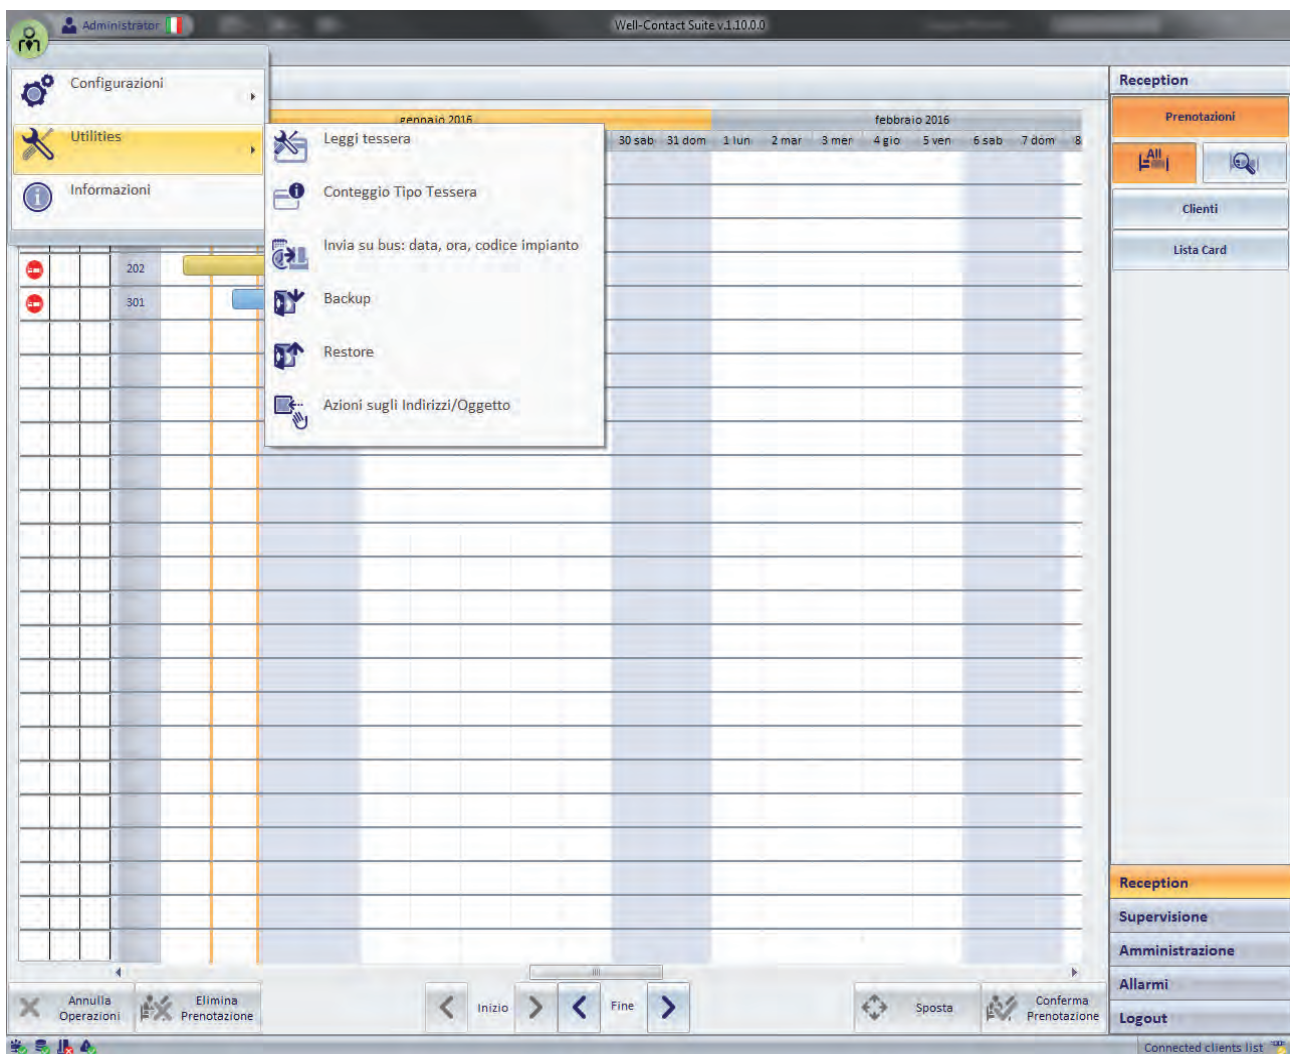 Administrator
Well-Contact Suite v.1.10.0.0
Configurazioni
Utilities
Informazioni
gennaio 2016
febbraio 2016
30 sab 31 dom 1 lun 2 mar 3 mer 4 gio 5 ven 6 sab 7 dom 8
Leggi tessera
Conteggio Tipo Tessera
Invia su bus: data, ora, codice impianto
Backup
Restore
Azioni sugli Indirizzi/Oggetto
202
301
Reception
Prenotazioni
All
Clienti
Lista Card
Reception
Supervisione
Amministrazione
Allarmi
Logout
Annulla
Operazioni
Elimina
Prenotazione
Inizio
Fine
Sposta
Conferma
Prenotazione
Connected clients list